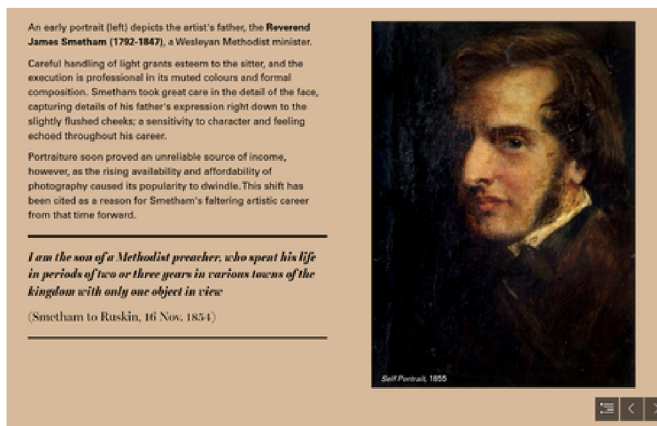 An early portrait (left) depicts the artist's father, the Reverend
James Smetham (1792-1847), a Wesleyan Methodist minister.
Careful handling of light grants esteem to the sitter, and the
execution is professional in its muted colours and formal
composition. Smetham took great care in the detail of the face,
capturing details of his father's expression right down to the
slightly flushed cheeks; a sensitivity to character and feeling
echoed throughout his career.
Portraiture soon proved an unreliable source of income,
however, as the rising availability and affordability of
photography caused its popularity to dwindle. This shift has
been cited as a reason for Smetham's faltering artistic career
from that time forward.
I am the son of a Methodist preacher, who spent his life
in periods of two or three years in various towns of the
kingdom with only one object in view
(Smetham to Ruskin, 16 Nov. 1854)
Self Portrait, 1855